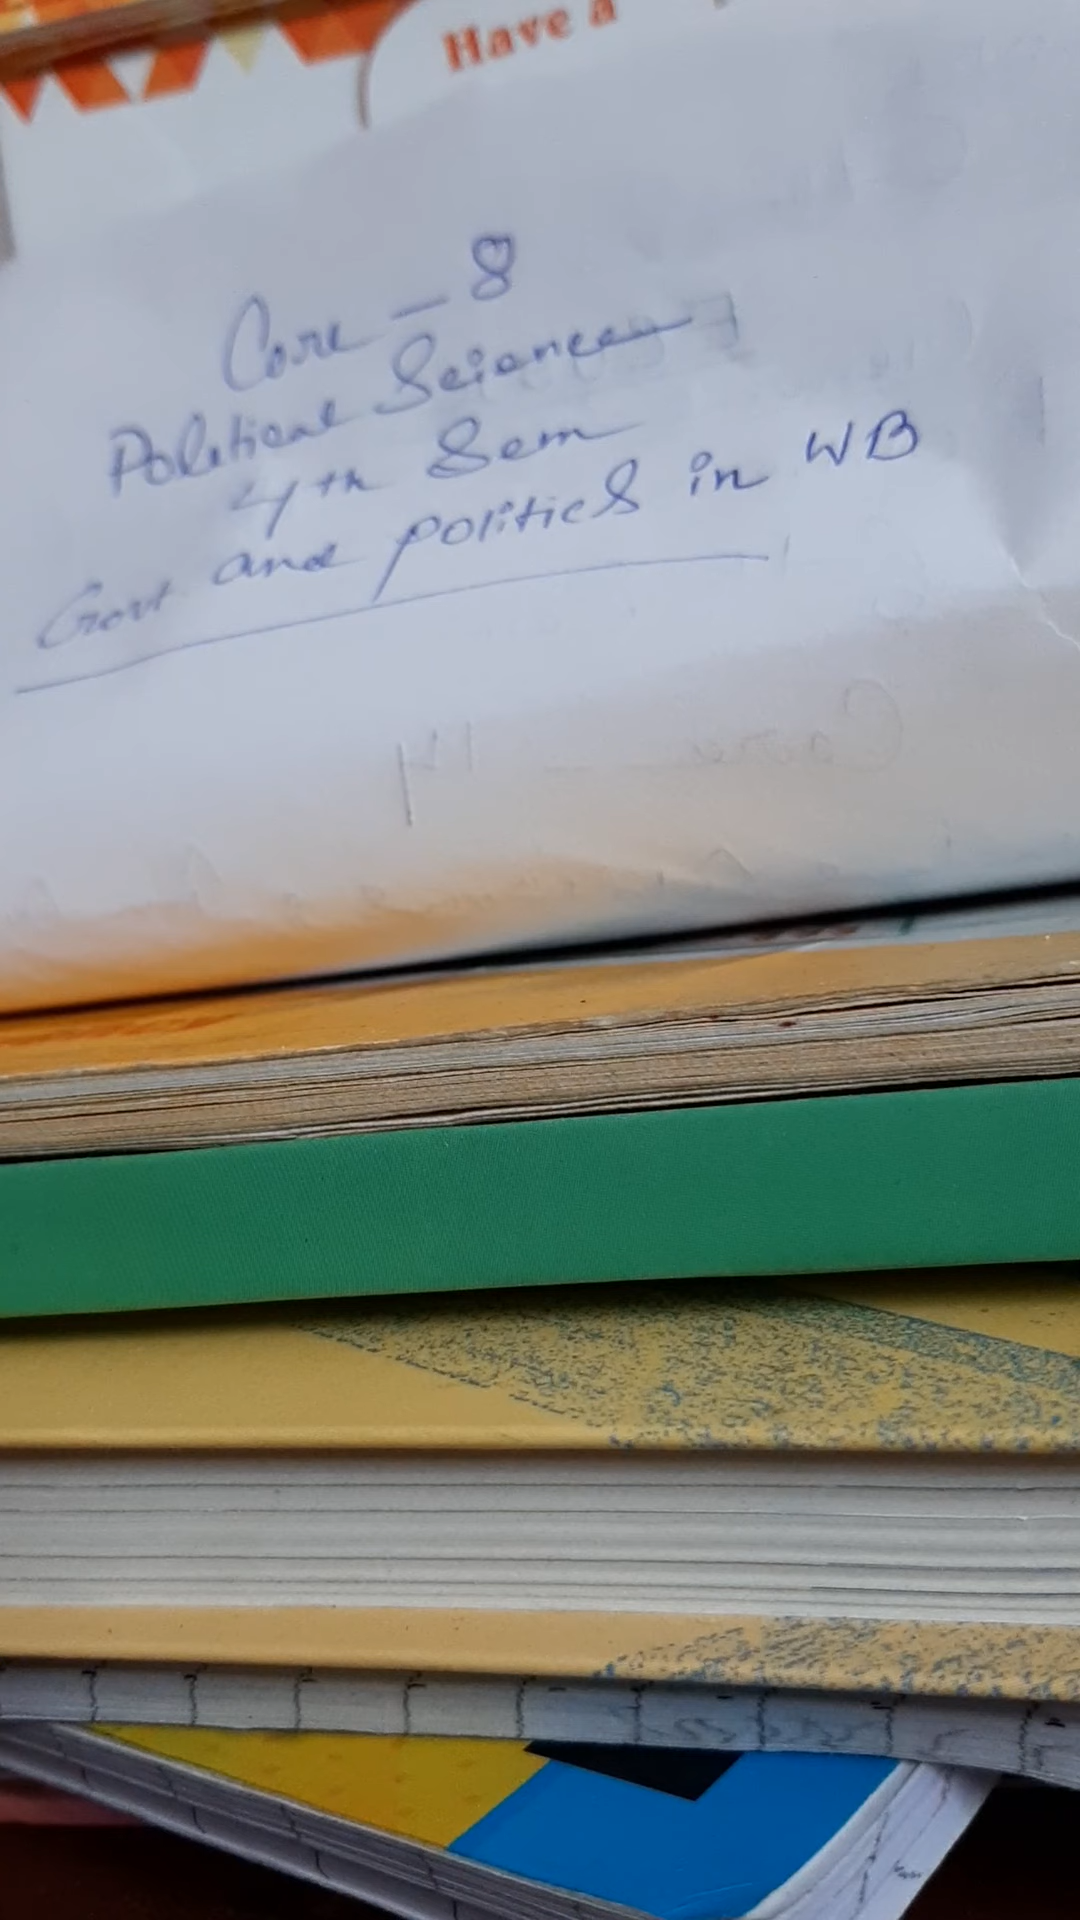 Have a
Core - 8
Political Science
4th Sem
Govt and politics in WB